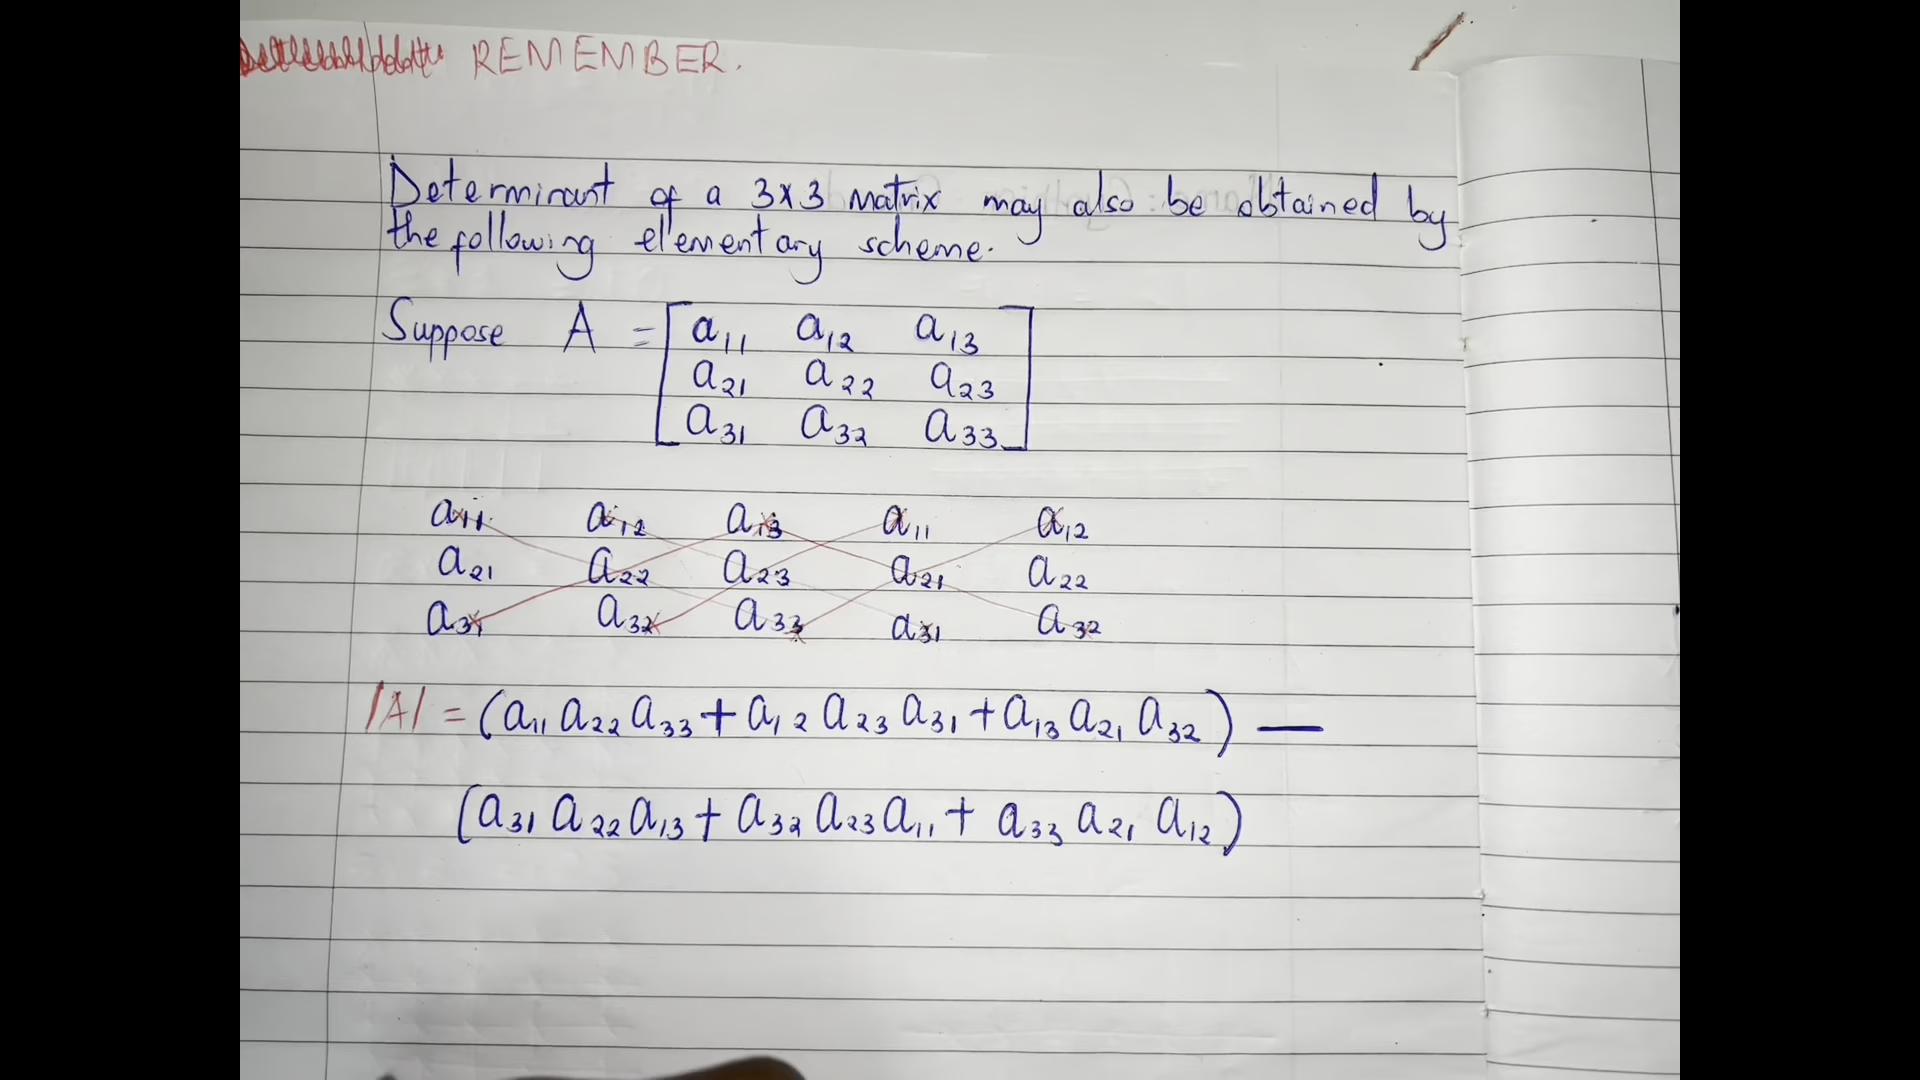 REMEMBER.
Determinant of a 3x3 matrix may also be obtained by
the following elementary scheme.
Suppose A = [a₁₁ a₁₂ a₁₃
a₂₁ a₂₂ a₂₃
a₃₁ a₃₂ a₃₃]
a₁₁ a₁₂ a₁₃ a₁₁ a₁₂
a₂₁ a₂₂ a₂₃ a₂₁ a₂₂
a₃₁ a₃₂ a₃₃ a₃₁ a₃₂
|A| = (a₁₁ a₂₂ a₃₃ + a₁₂ a₂₃ a₃₁ + a₁₃ a₂₁ a₃₂) —
(a₃₁ a₂₂ a₁₃ + a₃₂ a₂₃ a₁₁ + a₃₃ a₂₁ a₁₂)